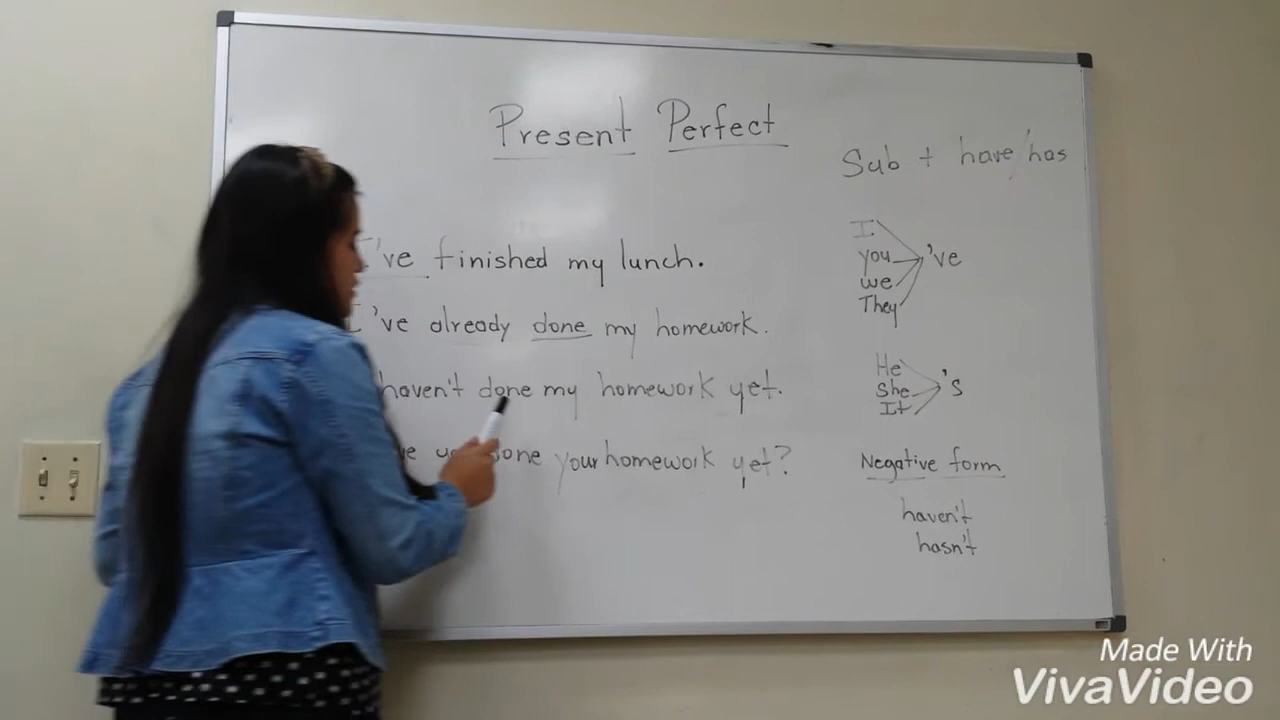 Present Perfect
Sub + have/has
I've finished my lunch.
I've already done my homework.
haven't done my homework yet.
your homework yet?
I
you
we
They
've
He
She
It
's
Negative form
haven't
hasn't
Made With
VivaVideo